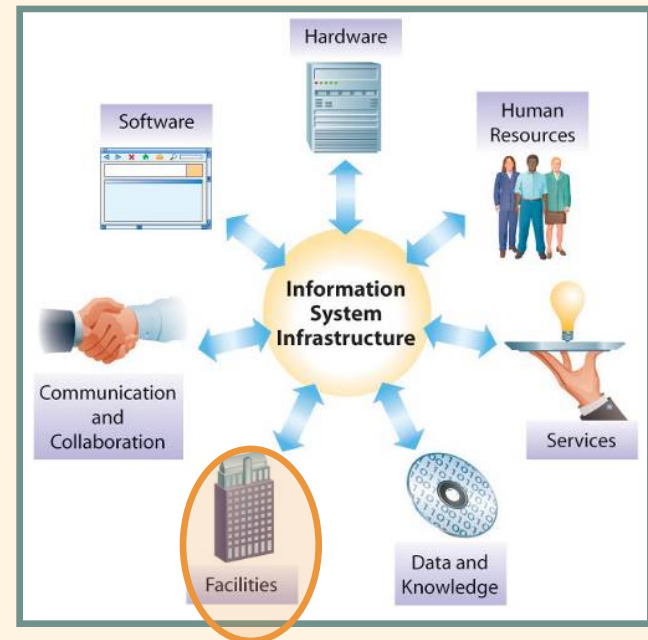 Hardware
Software
Human
Resources
Information
System
Infrastructure
Communication
and
Collaboration
Services
Facilities
Data and
Knowledge